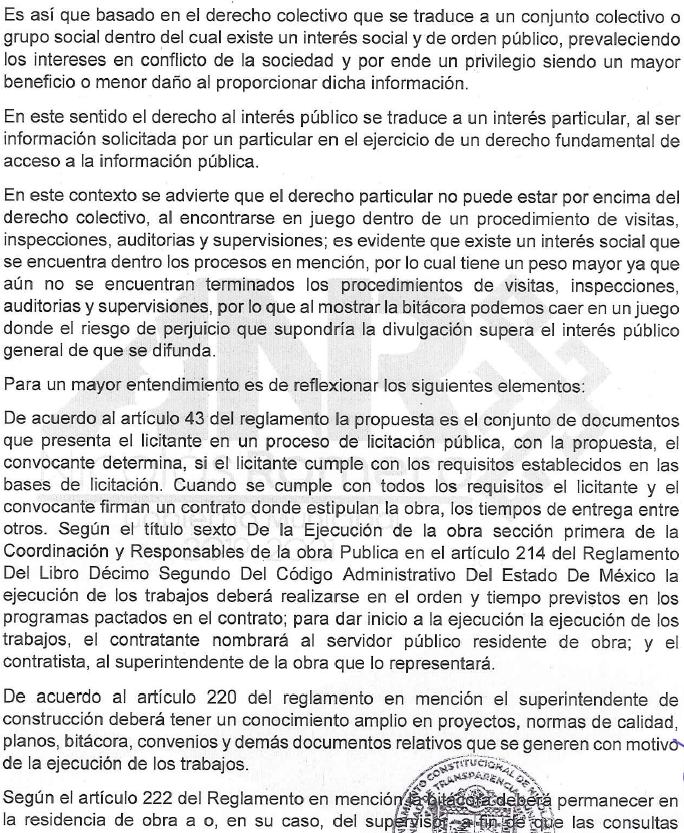 Es así que basado en el derecho colectivo que se traduce a un conjunto colectivo o
grupo social dentro del cual existe un interés social y de orden público, prevaleciendo
los intereses en conflicto de la sociedad y por ende un privilegio siendo un mayor
beneficio o menor daño al proporcionar dicha información.
En este sentido el derecho al interés público se traduce a un interés particular, al ser
información solicitada por un particular en el ejercicio de un derecho fundamental de
acceso a la información pública.
En este contexto se advierte que el derecho particular no puede estar por encima del
derecho colectivo, al encontrarse en juego dentro de un procedimiento de visitas,
inspecciones, auditorias y supervisiones; es evidente que existe un interés social que
se encuentra dentro los procesos en mención, por lo cual tiene un peso mayor ya que
aún no se encuentran terminados los procedimientos de visitas, inspecciones,
auditorias y supervisiones, por lo que al mostrar la bitácora podemos caer en un juego
donde el riesgo de perjuicio que supondría la divulgación supera el interés público
general de que se difunda.
Para un mayor entendimiento es de reflexionar los siguientes elementos:
De acuerdo al artículo 43 del reglamento la propuesta es el conjunto de documentos
que presenta el licitante en un proceso de licitación pública, con la propuesta, el
convocante determina, si el licitante cumple con los requisitos establecidos en las
bases de licitación. Cuando se cumple con todos los requisitos el licitante y el
convocante firman un contrato donde estipulan la obra, los tiempos de entrega entre
otros. Según el título sexto De la Ejecución de la obra sección primera de la
Coordinación y Responsables de la obra Publica en el artículo 214 del Reglamento
Del Libro Décimo Segundo Del Código Administrativo Del Estado De México la
ejecución de los trabajos deberá realizarse en el orden y tiempo previstos en los
programas pactados en el contrato; para dar inicio a la ejecución la ejecución de los
trabajos, el contratante nombrará al servidor público residente de obra; y el
contratista, al superintendente de la obra que lo representará.
De acuerdo al artículo 220 del reglamento en mención el superintendente de
construcción deberá tener un conocimiento amplio en proyectos, normas de calidad,
planos, bitácora, convenios y demás documentos relativos que se generen con motivo
de la ejecución de los trabajos.
Según el artículo 222 del Reglamento en mención la bitácora deberá permanecer en
la residencia de obra a o, en su caso, del supervisor, a fin de que las consultas